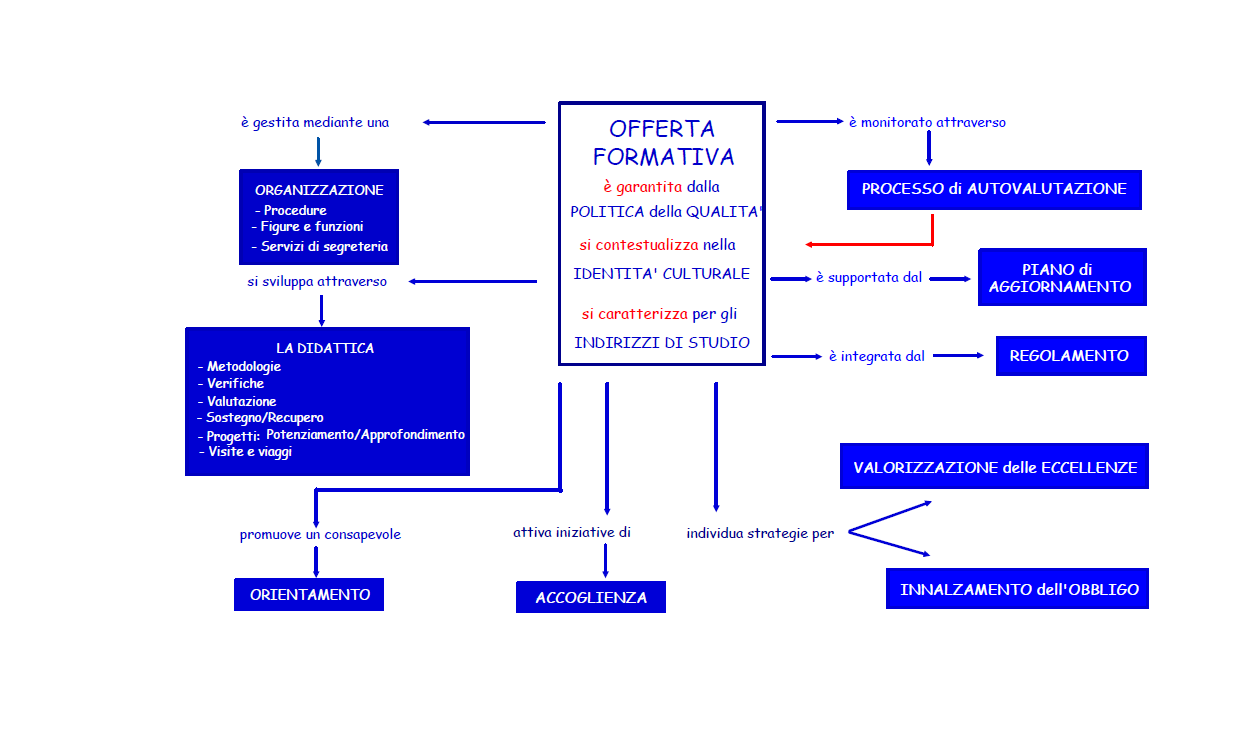 OFFERTA
FORMATIVA
è garantita dalla
POLITICA della QUALITA'
si contestualizza nella
IDENTITA' CULTURALE
si caratterizza per gli
INDIRIZZI DI STUDIO
è gestita mediante una
ORGANIZZAZIONE
- Procedure
- Figure e funzioni
- Servizi di segreteria
si sviluppa attraverso
LA DIDATTICA
- Metodologie
- Verifiche
- Valutazione
- Sostegno/Recupero
- Progetti: Potenziamento/Approfondimento
- Visite e viaggi
è monitorato attraverso
PROCESSO di AUTOVALUTAZIONE
è supportata dal
PIANO di
AGGIORNAMENTO
è integrata dal
REGOLAMENTO
promuove un consapevole
ORIENTAMENTO
attiva iniziative di
ACCOGLIENZA
individua strategie per
VALORIZZAZIONE delle ECCELLENZE
INNALZAMENTO dell'OBBLIGO